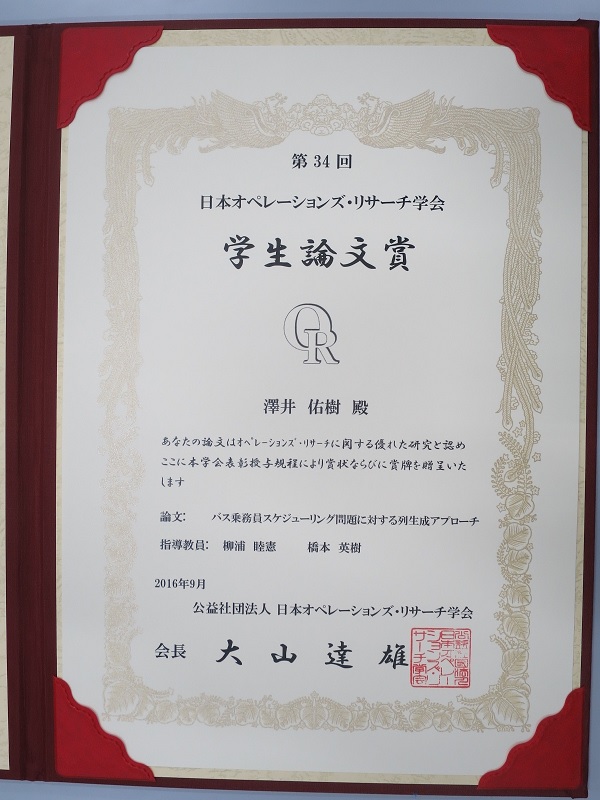 第34回
日本オペレーションズ・リサーチ学会
学生論文賞
OR
澤井 佑樹 殿
あなたの論文はオペレーションズ・リサーチに関する優れた研究と認め
ここに本学会表彰授与規程により賞状ならびに賞牌を贈呈いた
します
論文: バス乗務員スケジューリング問題に対する列生成アプローチ
指導教員: 柳浦 睦憲 橋本 英樹
2016年9月
公益社団法人 日本オペレーションズ・リサーチ学会
会長 大山達雄